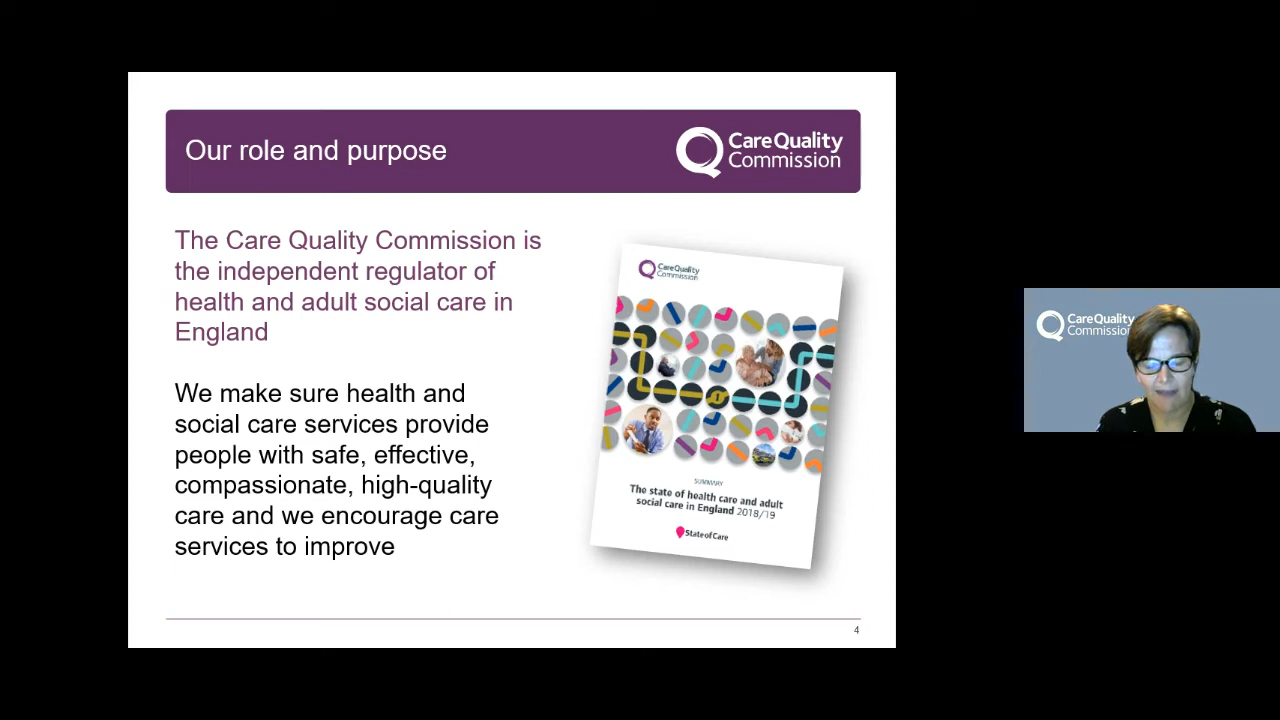 Our role and purpose
CareQuality
Commission
The Care Quality Commission is
the independent regulator of
health and adult social care in
England
We make sure health and
social care services provide
people with safe, effective,
compassionate, high-quality
care and we encourage care
services to improve
CareQuality
Commission
SUMMARY
The state of health care and adult
social care in England 2018/19
State of Care
4
CareQuality
Commission